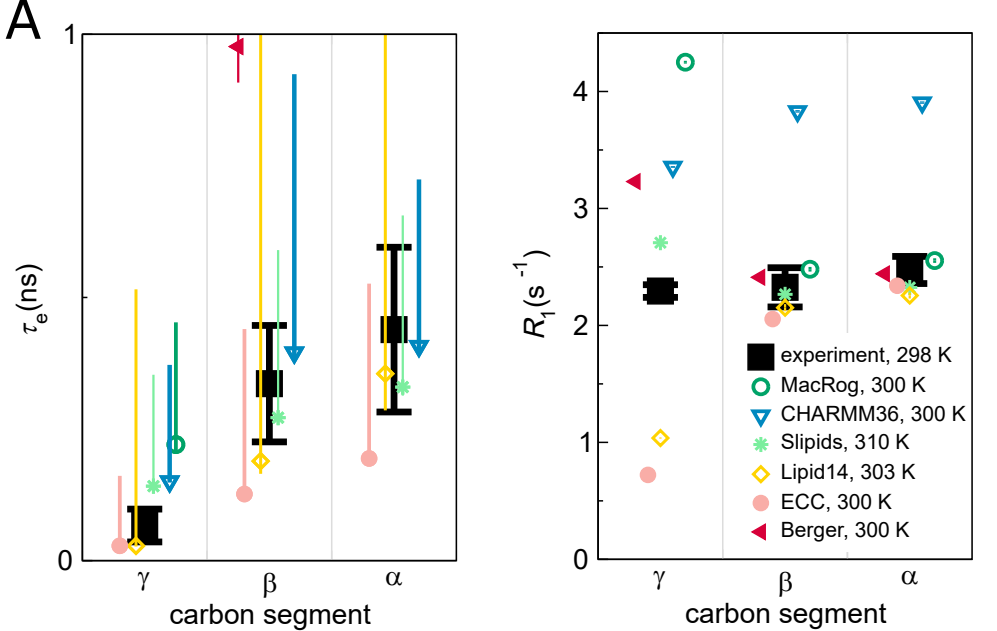 A
1
0
τe(ns)
γ β α
carbon segment
4
3
2
1
0
R1(s -1)
experiment, 298 K
MacRog, 300 K
CHARMM36, 300 K
Slipids, 310 K
Lipid14, 303 K
ECC, 300 K
Berger, 300 K
γ β α
carbon segment